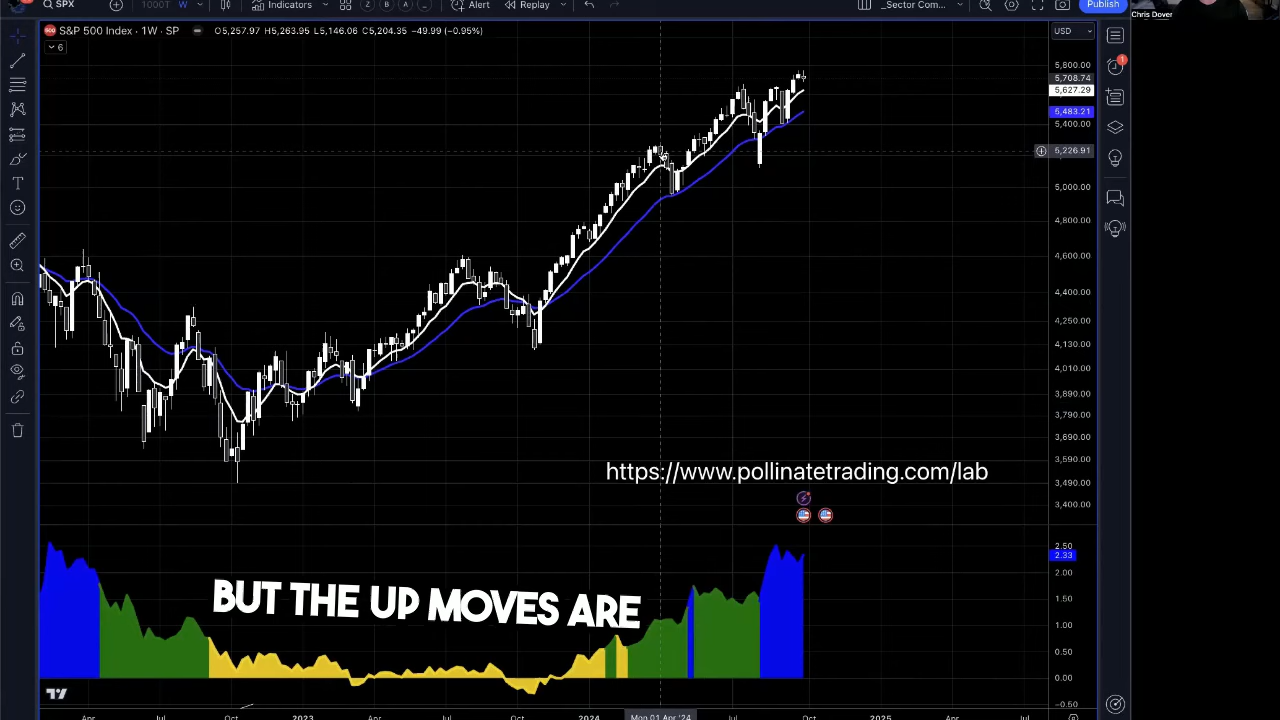 SPX
1000T
W
Indicators
Z
B
A
Alert
Replay
_Sector Com...
Publish
Chris Dover
S&P 500 Index · 1W · SP
O5,257.97 H5,263.95 L5,146.06 C5,204.35 −49.99 (−0.95%)
USD
6
1
5,800.00
5,708.74
5,627.29
5,483.21
5,400.00
5,226.91
5,000.00
4,800.00
4,600.00
4,400.00
4,250.00
4,130.00
4,010.00
3,890.00
3,790.00
3,690.00
3,590.00
3,490.00
3,400.00
https://www.pollinatetrading.com/lab
2.50
2.33
2.00
1.50
1.00
0.50
0.00
−0.50
BUT THE UP MOVES ARE
Apr Jul Oct 2023 Apr Jul Oct 2024 Mon 01 Apr '24 Jul Oct 2025 Apr Jul